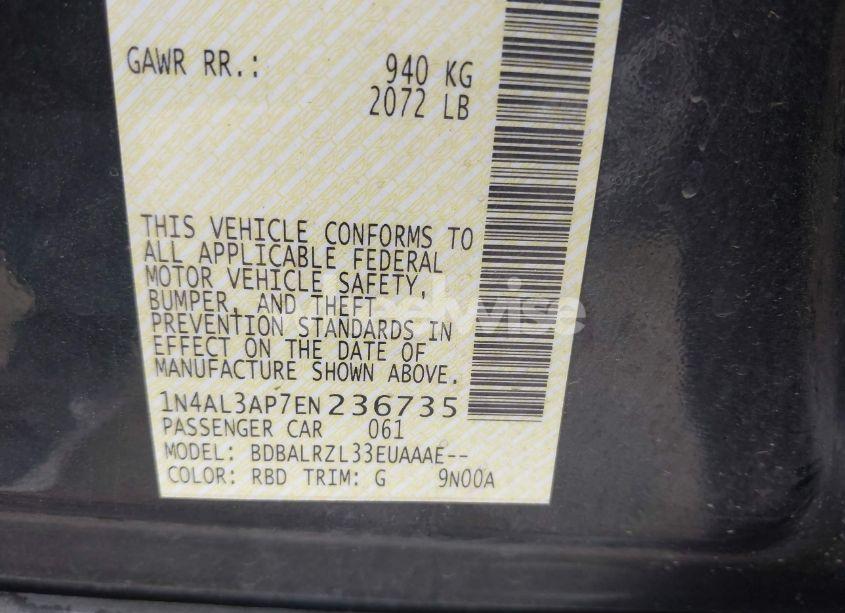 GAWR RR.: 940 KG
2072 LB
THIS VEHICLE CONFORMS TO
ALL APPLICABLE FEDERAL
MOTOR VEHICLE SAFETY,
BUMPER, AND THEFT
PREVENTION STANDARDS IN
EFFECT ON THE DATE OF
MANUFACTURE SHOWN ABOVE.
1N4AL3AP7EN236735
PASSENGER CAR 061
MODEL: BDBALRZL33EUAAAE--
COLOR: RBD TRIM: G 9N00A